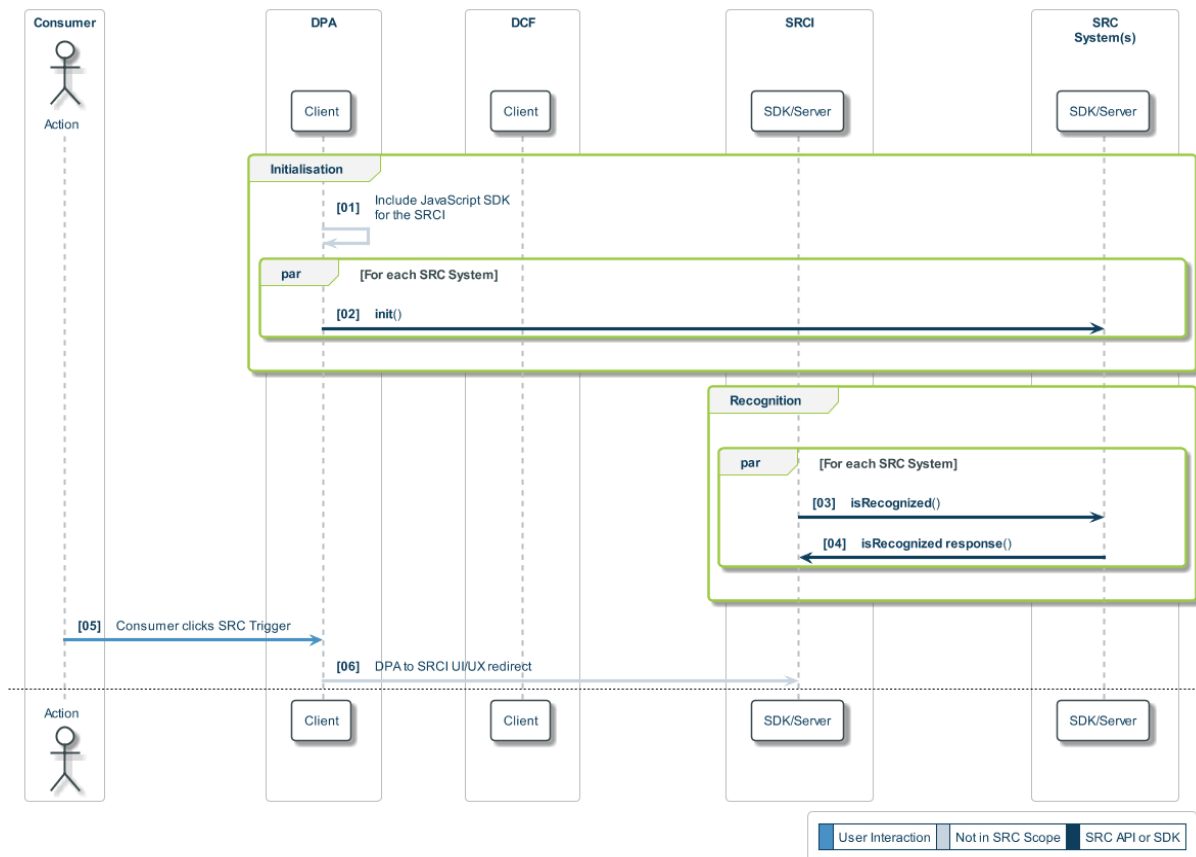 Consumer
DPA
DCF
SRCI
SRC
System(s)
Client
Client
SDK/Server
SDK/Server
Action
Initialisation
[01] Include JavaScript SDK
for the SRCI
par [For each SRC System]
[02] init()
Recognition
par [For each SRC System]
[03] isRecognized()
[04] isRecognized response()
[05] Consumer clicks SRC Trigger
[06] DPA to SRCI UI/UX redirect
Action
Client
Client
SDK/Server
SDK/Server
User Interaction
Not in SRC Scope
SRC API or SDK